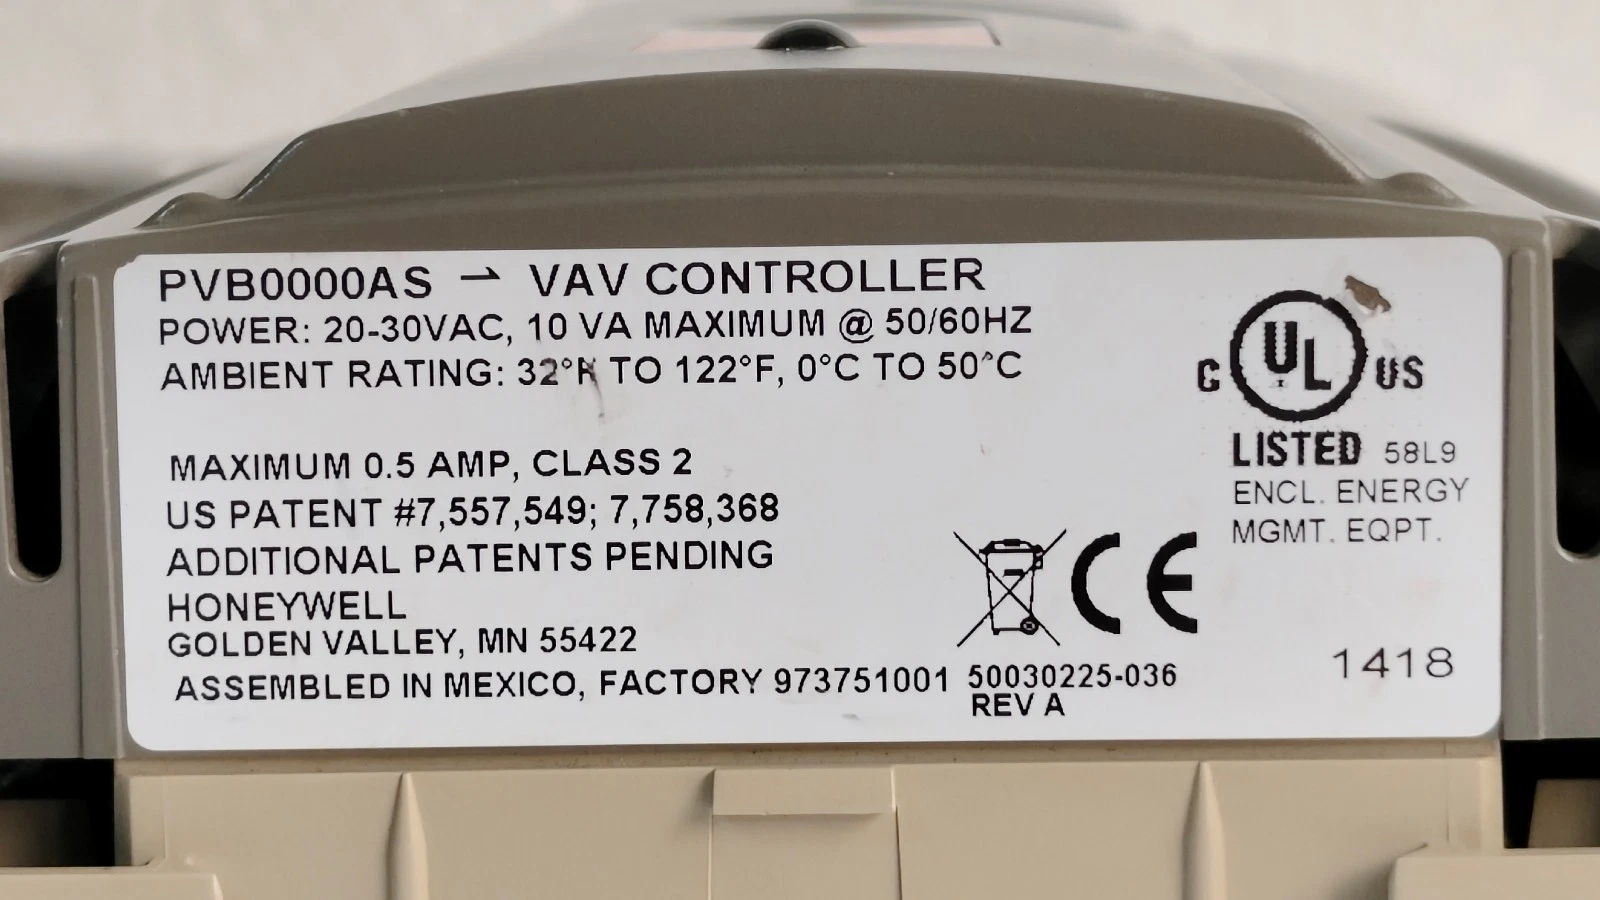 PVB0000AS ⇀ VAV CONTROLLER
POWER: 20-30VAC, 10 VA MAXIMUM @ 50/60HZ
AMBIENT RATING: 32°F TO 122°F, 0°C TO 50°C
MAXIMUM 0.5 AMP, CLASS 2
US PATENT #7,557,549; 7,758,368
ADDITIONAL PATENTS PENDING
HONEYWELL
GOLDEN VALLEY, MN 55422
ASSEMBLED IN MEXICO, FACTORY 973751001 50030225-036
REV A
C UL US
LISTED 58L9
ENCL. ENERGY
MGMT. EQPT.
CE
1418